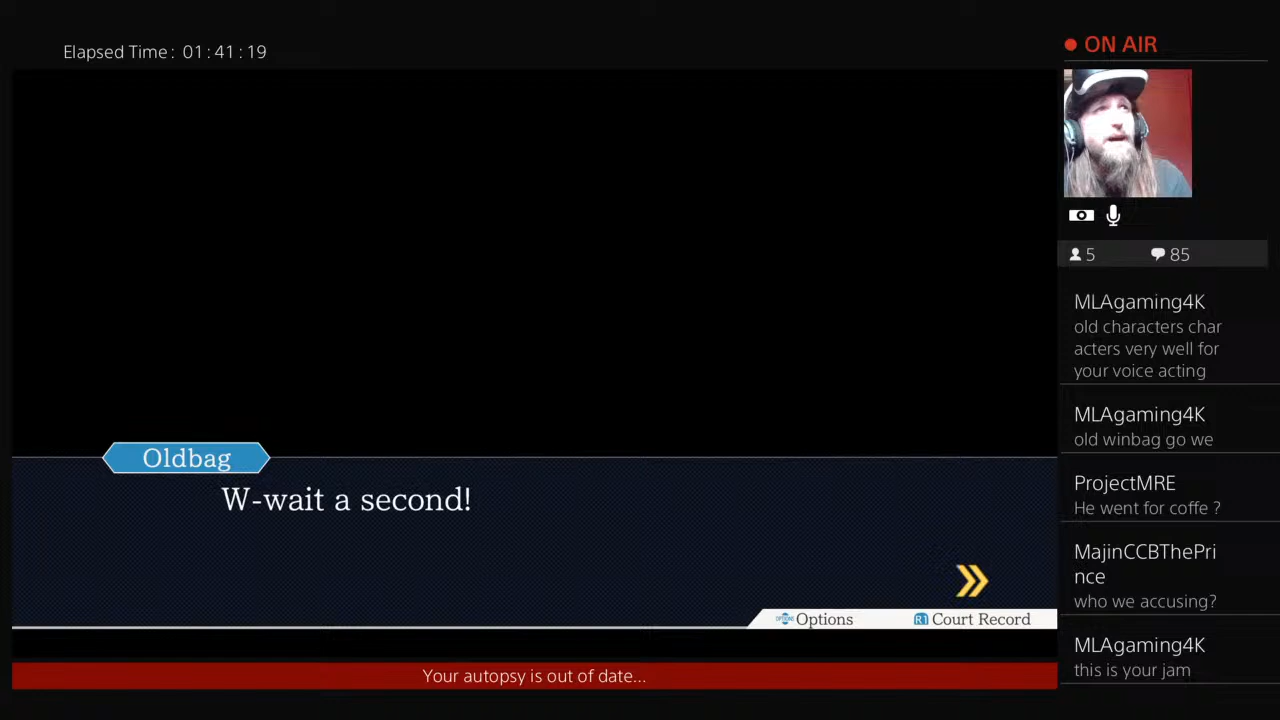 Elapsed Time: 01:41:19
ON AIR
5 85
MLAgaming4K
old characters char
acters very well for
your voice acting
MLAgaming4K
old winbag go we
ProjectMRE
He went for coffe ?
MajinCCBThePri
nce
who we accusing?
MLAgaming4K
this is your jam
Oldbag
W-wait a second!
OPTIONS Options R1 Court Record
Your autopsy is out of date...